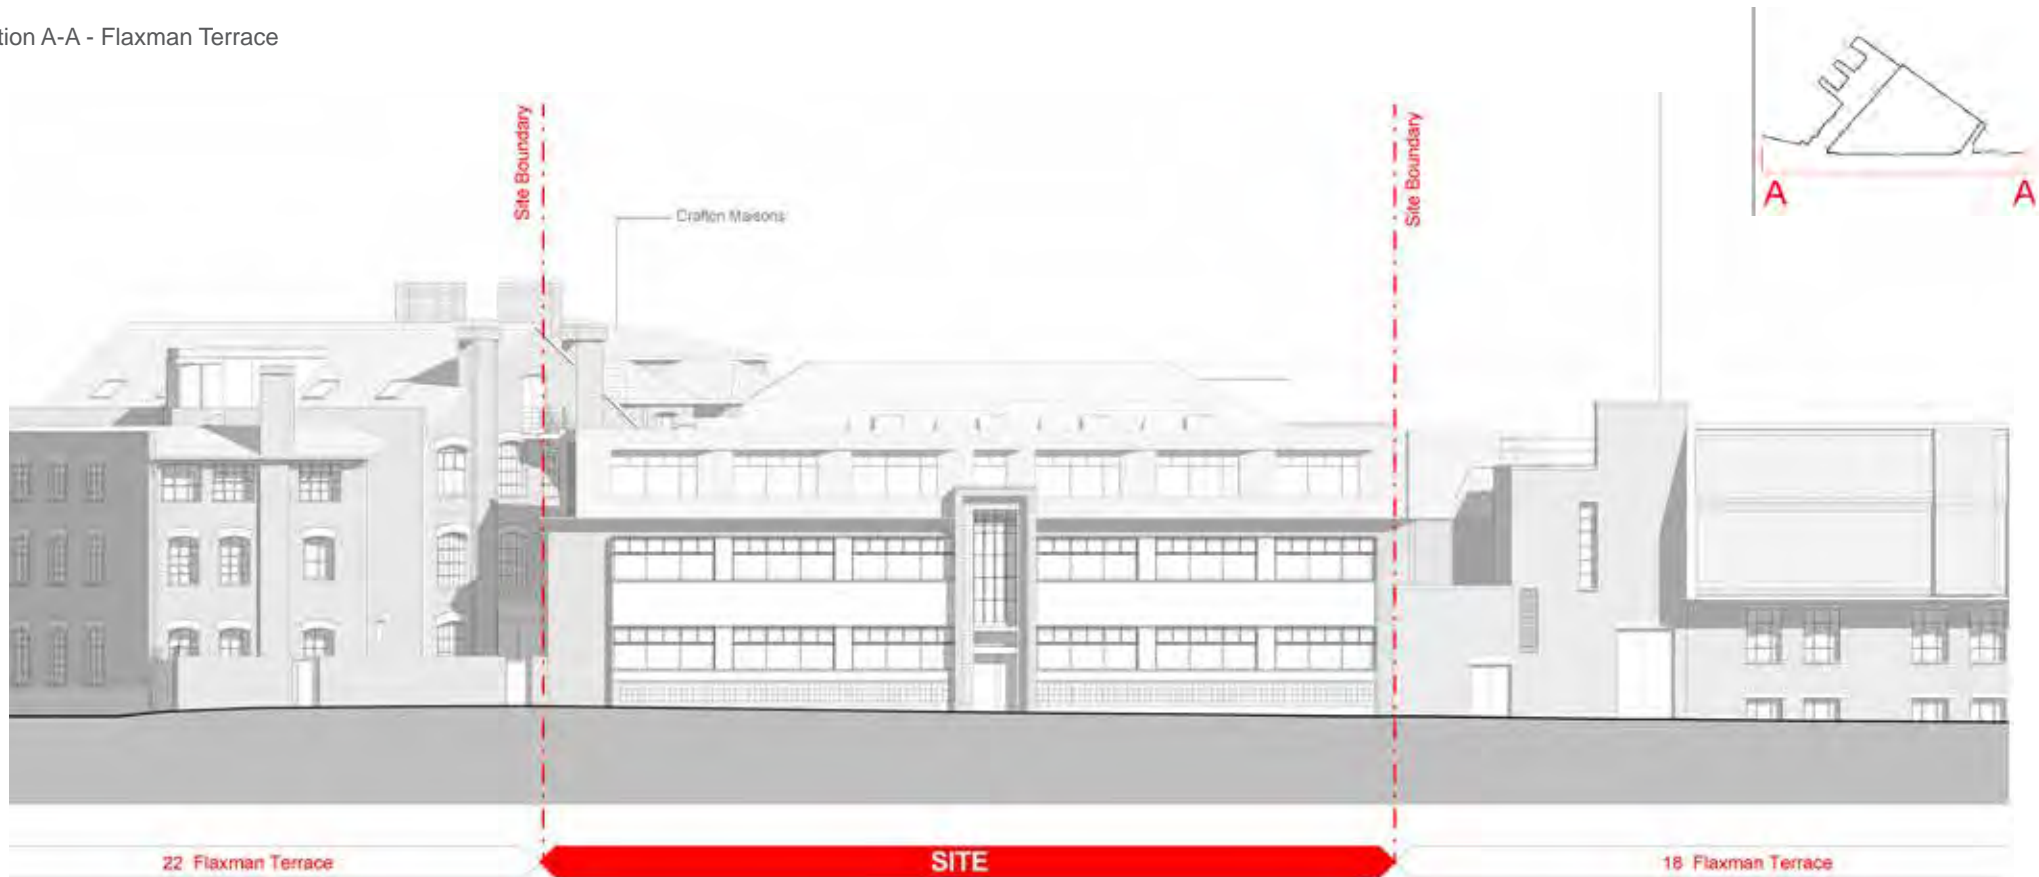 tion A-A - Flaxman Terrace
Site Boundary
Site Boundary
Crafton Maisons
A
A
22 Flaxman Terrace
SITE
18 Flaxman Terrace